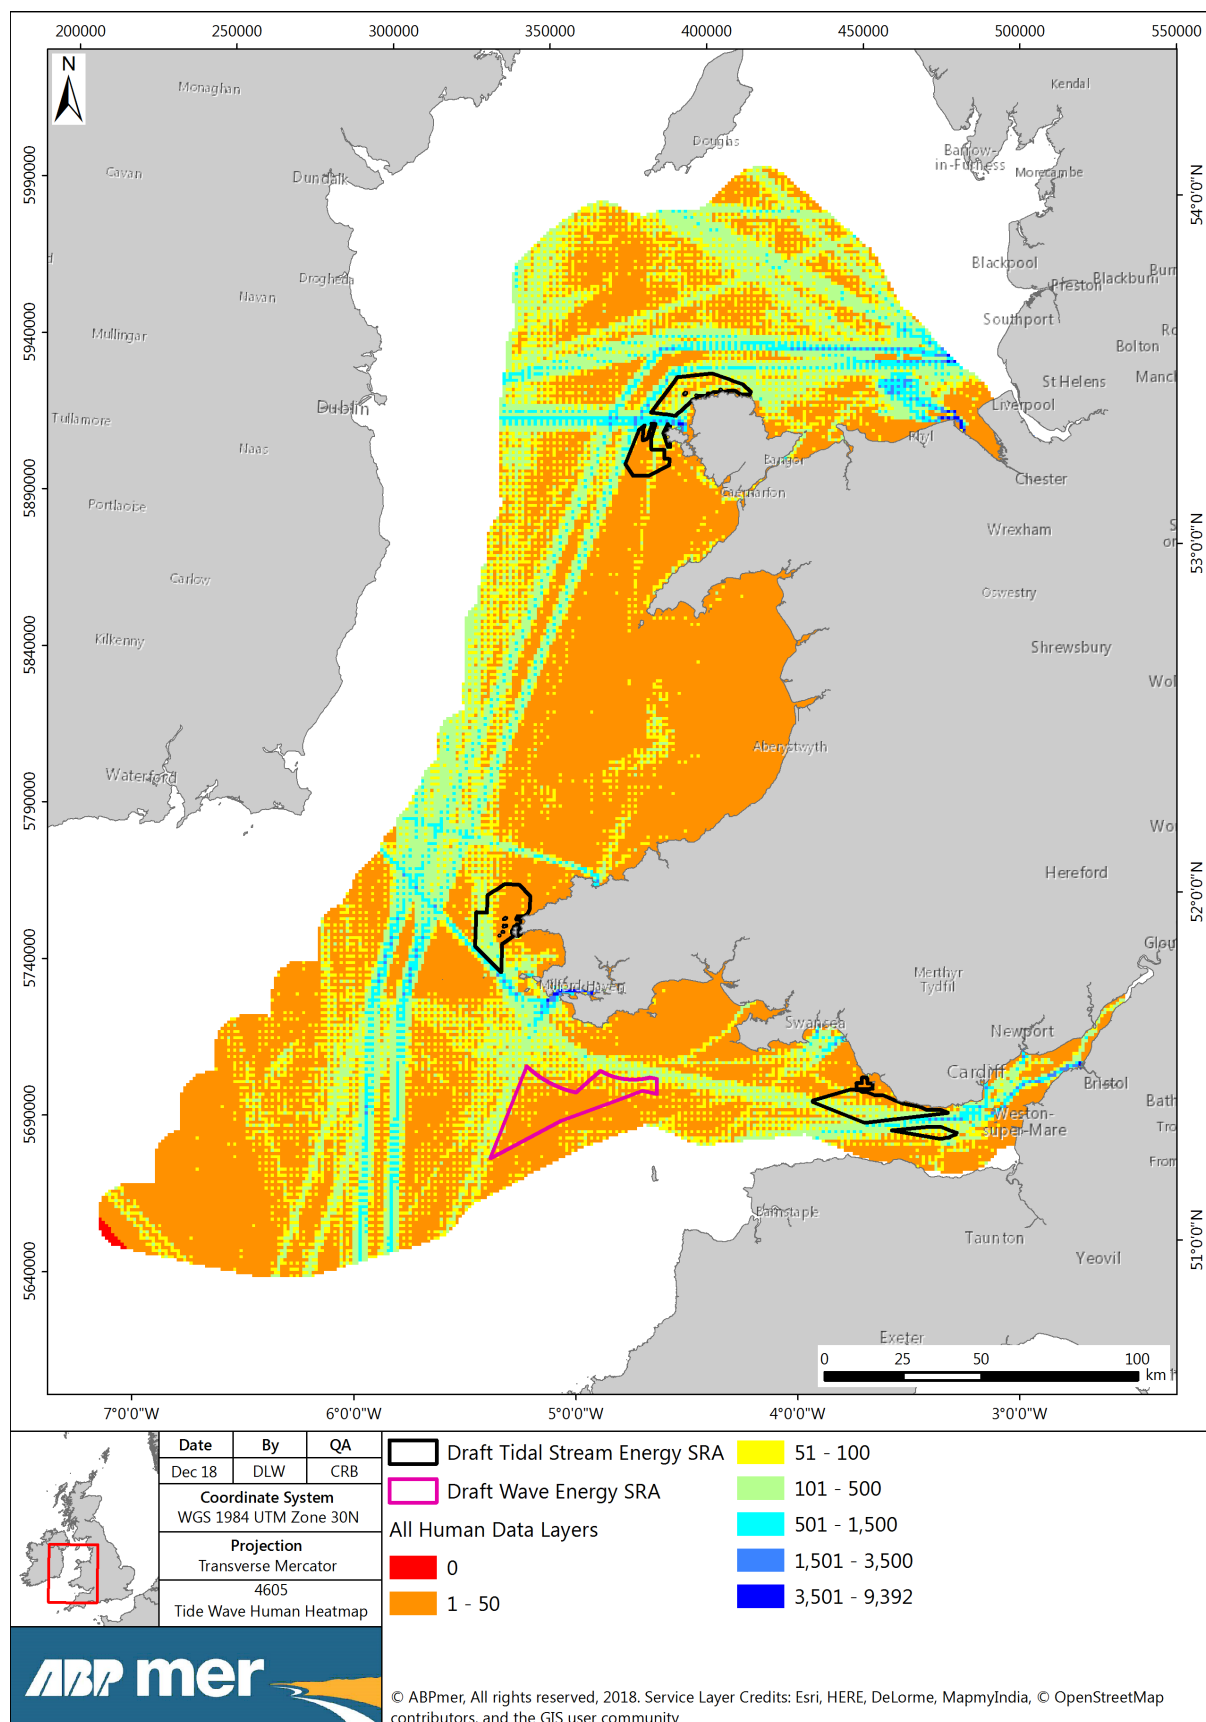 200000 250000 300000 350000 400000 450000 500000 550000
N
Monaghan
Kendal
Douglas
Barrow-
in-Furness
Morecambe
Cavan
Dundalk
5990000
54°0'0"N
Blackpool
Drogheda
Blackburn
Preston
Navan
Southport
Mullingar
5940000
Bolton
St Helens
Dublin
Liverpool
Tullamore
Rhyl
Naas
Bangor
Chester
5890000
Caernarfon
Portlaoise
Wrexham
53°0'0"N
Carlow
Oswestry
Kilkenny
5840000
Shrewsbury
Aberystwyth
Waterford
5790000
Hereford
52°0'0"N
5740000
Merthyr
Tydfil
Milford Haven
Swansea
Newport
Cardiff
Bristol
5690000
Weston-
super-Mare
Barnstaple
Taunton
51°0'0"N
Yeovil
5640000
Exeter
0 25 50 100
km
7°0'0"W 6°0'0"W 5°0'0"W 4°0'0"W 3°0'0"W
Date By QA
Dec 18 DLW CRB
Coordinate System
WGS 1984 UTM Zone 30N
Projection
Transverse Mercator
4605
Tide Wave Human Heatmap
ABPmer
Draft Tidal Stream Energy SRA
Draft Wave Energy SRA
All Human Data Layers
0
1 - 50
51 - 100
101 - 500
501 - 1,500
1,501 - 3,500
3,501 - 9,392
© ABPmer, All rights reserved, 2018. Service Layer Credits: Esri, HERE, DeLorme, MapmyIndia, © OpenStreetMap
contributors, and the GIS user community